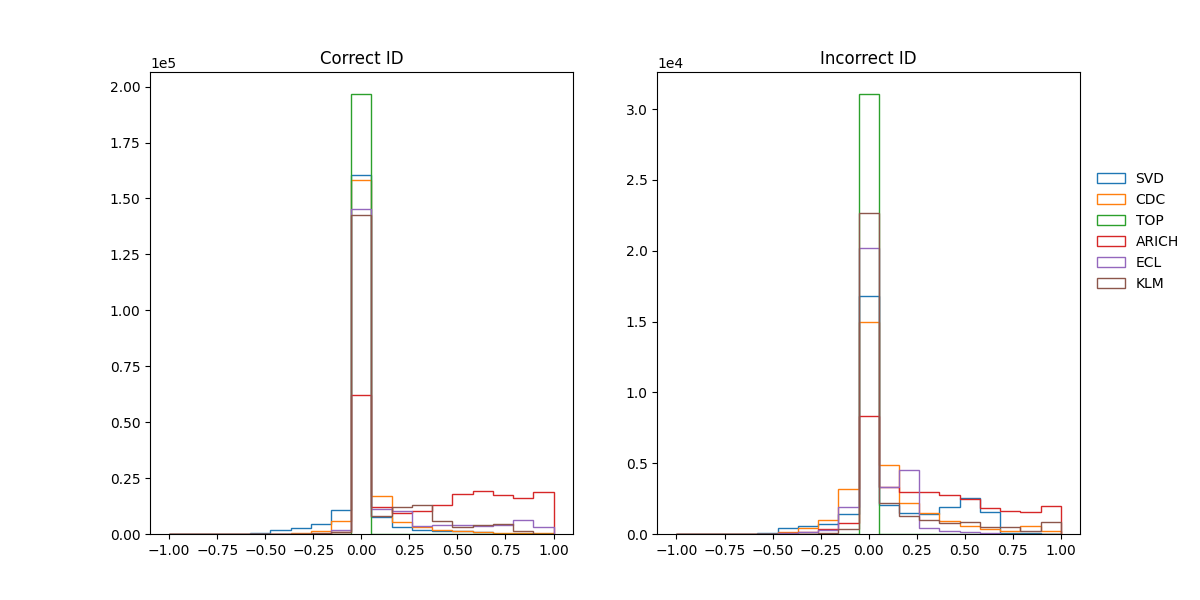 Correct ID
1e5
2.00
1.75
1.50
1.25
1.00
0.75
0.50
0.25
0.00
−1.00 −0.75 −0.50 −0.25 0.00 0.25 0.50 0.75 1.00
Incorrect ID
1e4
3.0
2.5
2.0
1.5
1.0
0.5
0.0
−1.00 −0.75 −0.50 −0.25 0.00 0.25 0.50 0.75 1.00
SVD
CDC
TOP
ARICH
ECL
KLM